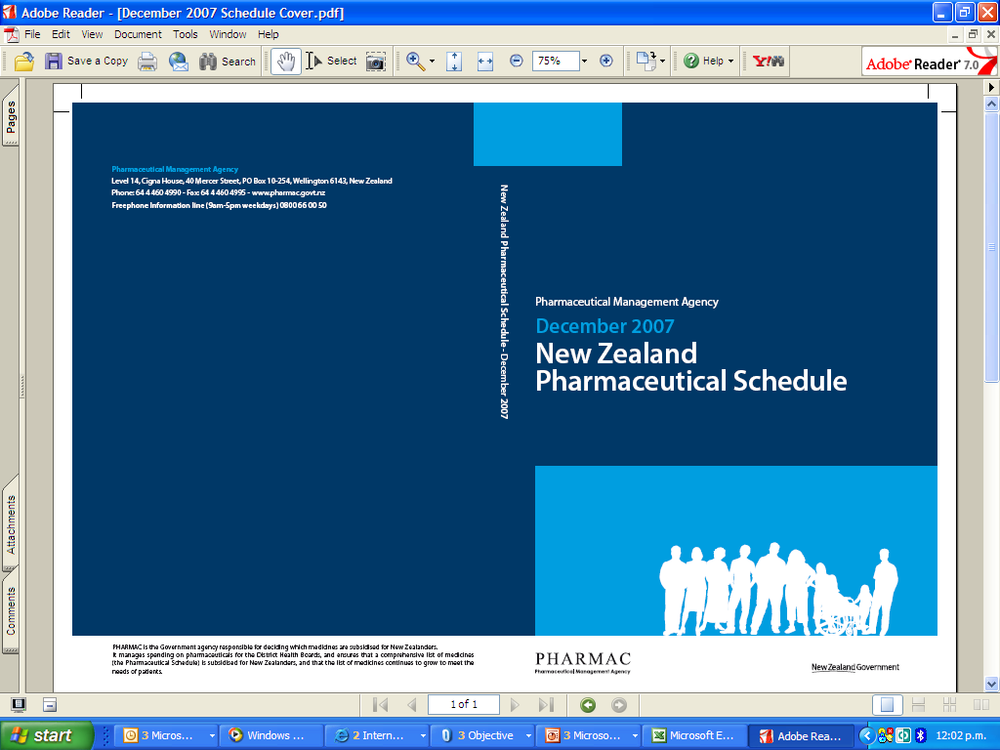 Adobe Reader - [December 2007 Schedule Cover.pdf]
File Edit View Document Tools Window Help
Save a Copy Search Select 75% Help Y! Adobe Reader 7.0
Pages
Attachments
Comments
Pharmaceutical Management Agency
Level 14, Cigna House, 40 Mercer Street, PO Box 10-254, Wellington 6143, New Zealand
Phone: 64 4 460 4990 - Fax: 64 4 460 4995 - www.pharmac.govt.nz
Freephone Information line (9am-5pm weekdays) 0800 66 00 50
New Zealand Pharmaceutical Schedule - December 2007
Pharmaceutical Management Agency
December 2007
New Zealand
Pharmaceutical Schedule
PHARMAC is the Government agency responsible for deciding which medicines are subsidised for New Zealanders.
It manages spending on pharmaceuticals for the District Health Boards, and ensures that a comprehensive list of medicines
(the Pharmaceutical Schedule) is subsidised for New Zealanders, and that the list of medicines continues to grow to meet the
needs of patients.
PHARMAC
Pharmaceutical Management Agency
New Zealand Government
1 of 1
start 3 Micros... Windows ... 2 Intern... 3 Objective 3 Microso... Microsoft E... Adobe Rea... 12:02 p.m.